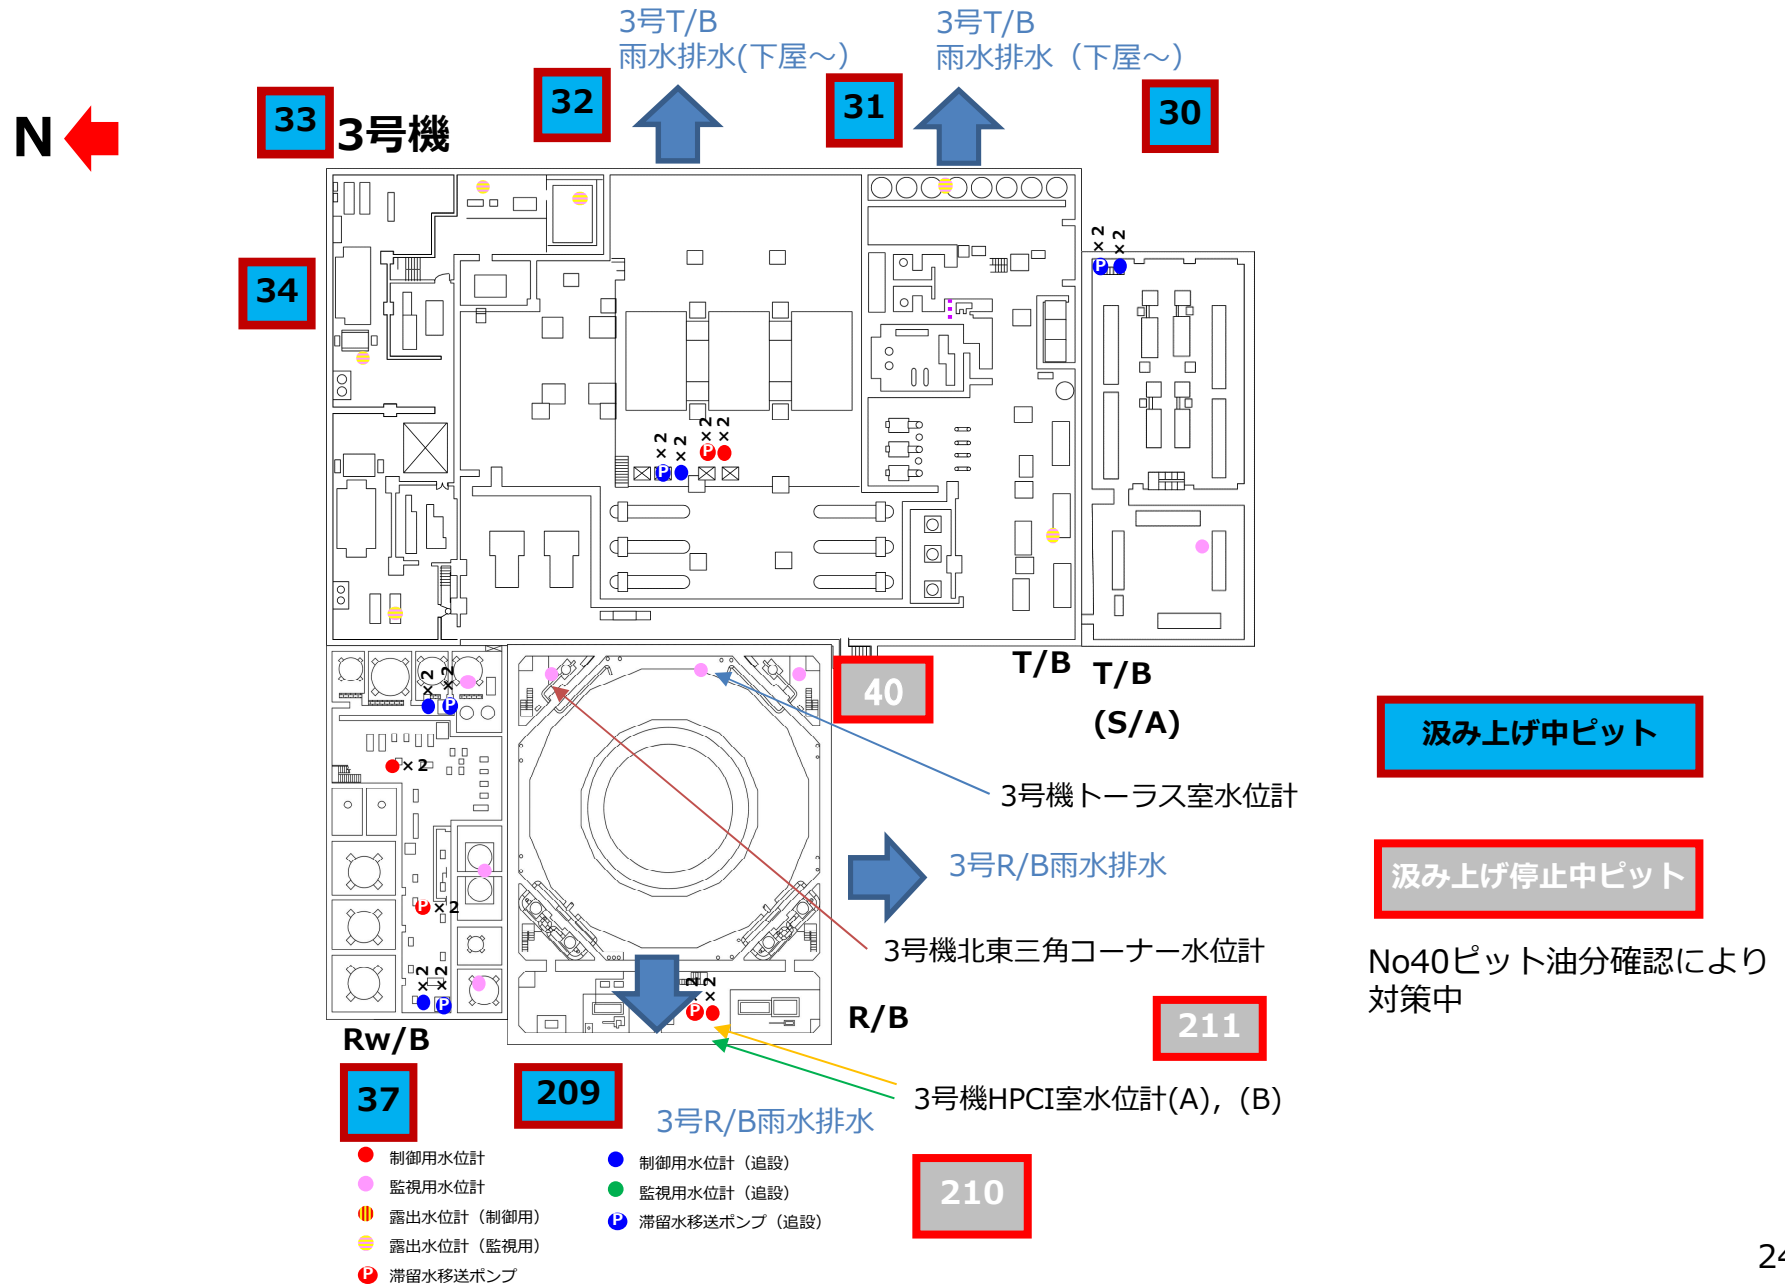 3号T/B
雨水排水(下屋～)
3号T/B
雨水排水（下屋～）
N
33
3号機
32
31
30
34
×2
×2
×2
×2
×2
×2
P
P
P
T/B
T/B
(S/A)
40
×2
×2
P
×2
P
×2
×2
×2
P
×2
×2
P
汲み上げ中ピット
3号機トーラス室水位計
3号R/B雨水排水
汲み上げ停止中ピット
3号機北東三角コーナー水位計
No40ピット油分確認により
対策中
R/B
211
Rw/B
37
209
3号機HPCI室水位計(A),（B)
3号R/B雨水排水
210
制御用水位計
監視用水位計
露出水位計（制御用）
露出水位計（監視用）
P 滞留水移送ポンプ
制御用水位計（追設）
監視用水位計（追設）
P 滞留水移送ポンプ（追設）
24